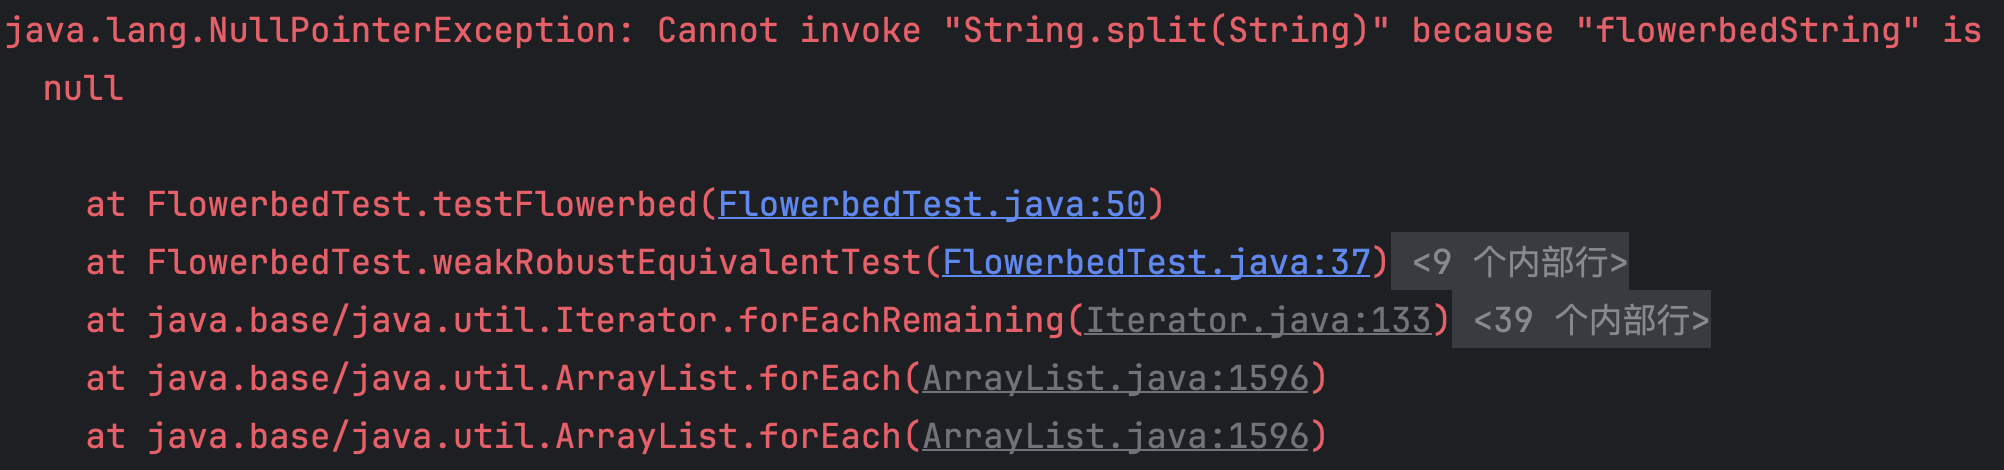 java.lang.NullPointerException: Cannot invoke "String.split(String)" because "flowerbedString" is
null
at FlowerbedTest.testFlowerbed(FlowerbedTest.java:50)
at FlowerbedTest.weakRobustEquivalentTest(FlowerbedTest.java:37) <9 个内部行>
at java.base/java.util.Iterator.forEachRemaining(Iterator.java:133) <39 个内部行>
at java.base/java.util.ArrayList.forEach(ArrayList.java:1596)
at java.base/java.util.ArrayList.forEach(ArrayList.java:1596)